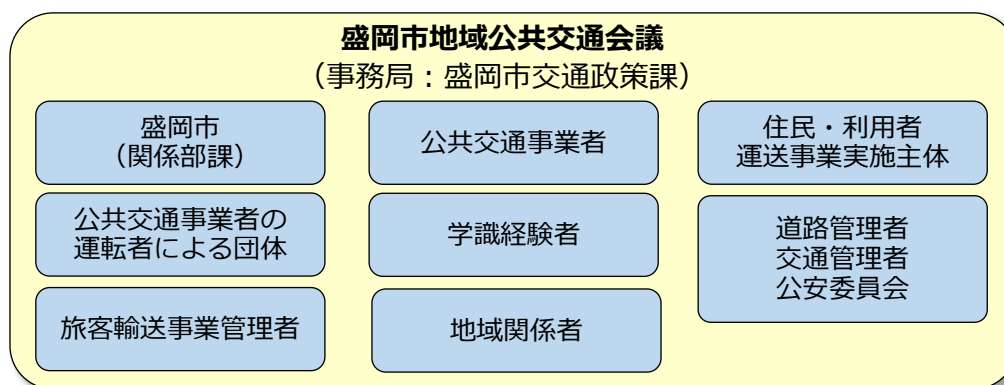 盛岡市地域公共交通会議
（事務局：盛岡市交通政策課）
盛岡市
（関係部課）
公共交通事業者
住民・利用者
運送事業実施主体
公共交通事業者の
運転者による団体
学識経験者
道路管理者
交通管理者
公安委員会
旅客輸送事業管理者
地域関係者